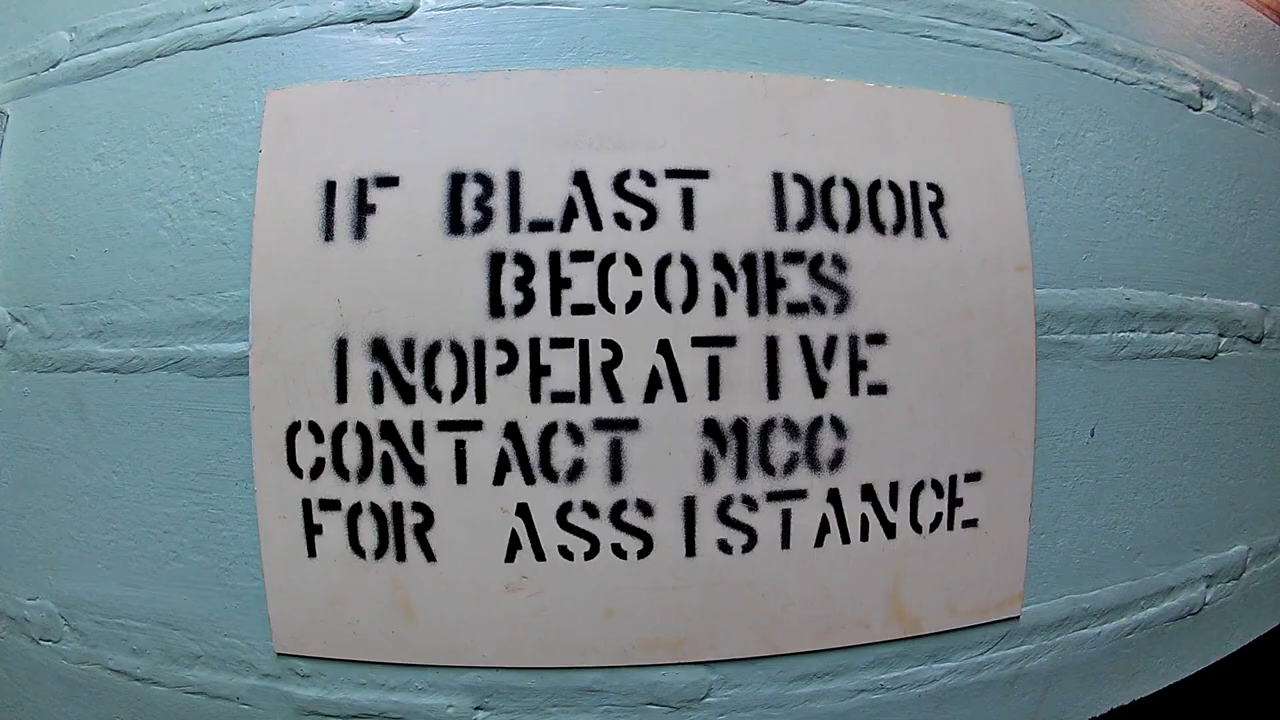 IF BLAST DOOR
BECOMES
INOPERATIVE
CONTACT MCC
FOR ASSISTANCE